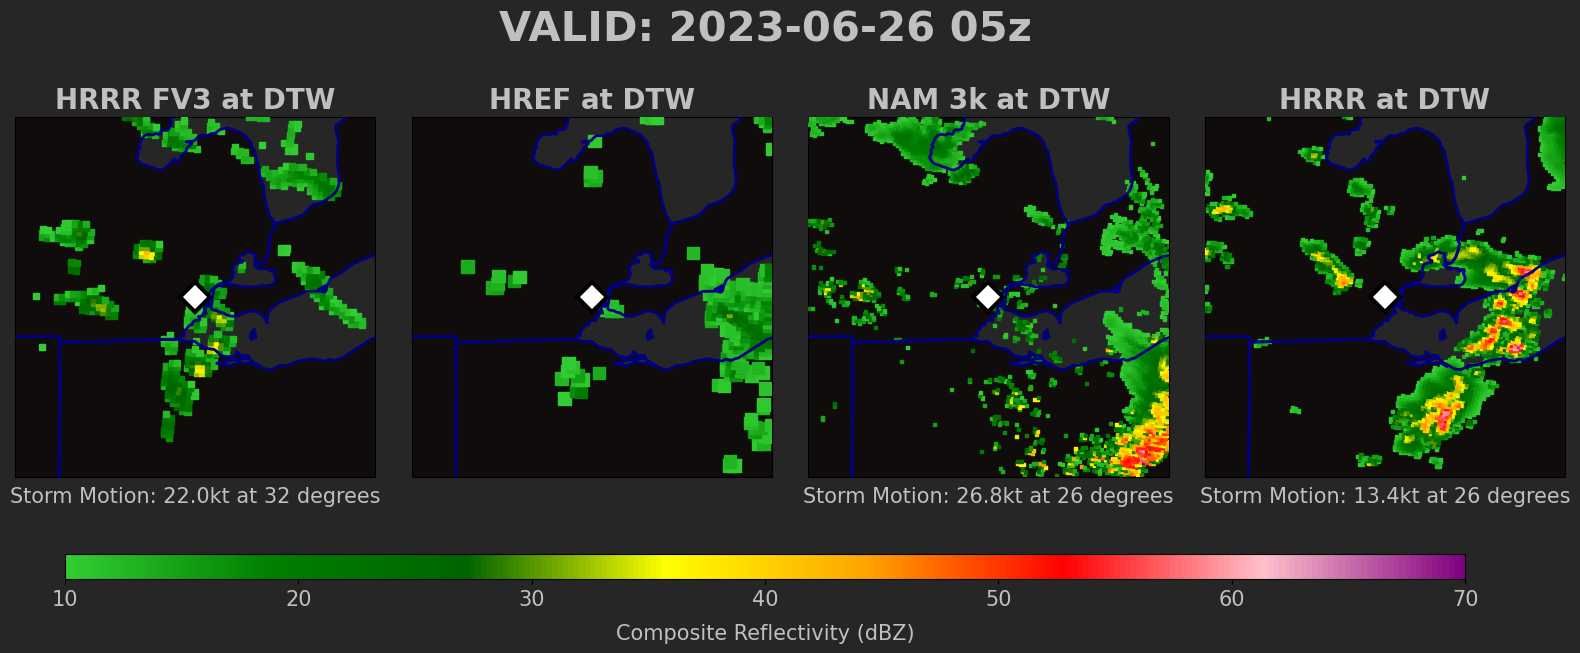 VALID: 2023-06-26 05z
HRRR FV3 at DTW
HREF at DTW
NAM 3k at DTW
HRRR at DTW
Storm Motion: 22.0kt at 32 degrees
Storm Motion: 26.8kt at 26 degrees
Storm Motion: 13.4kt at 26 degrees
10 20 30 40 50 60 70
Composite Reflectivity (dBZ)